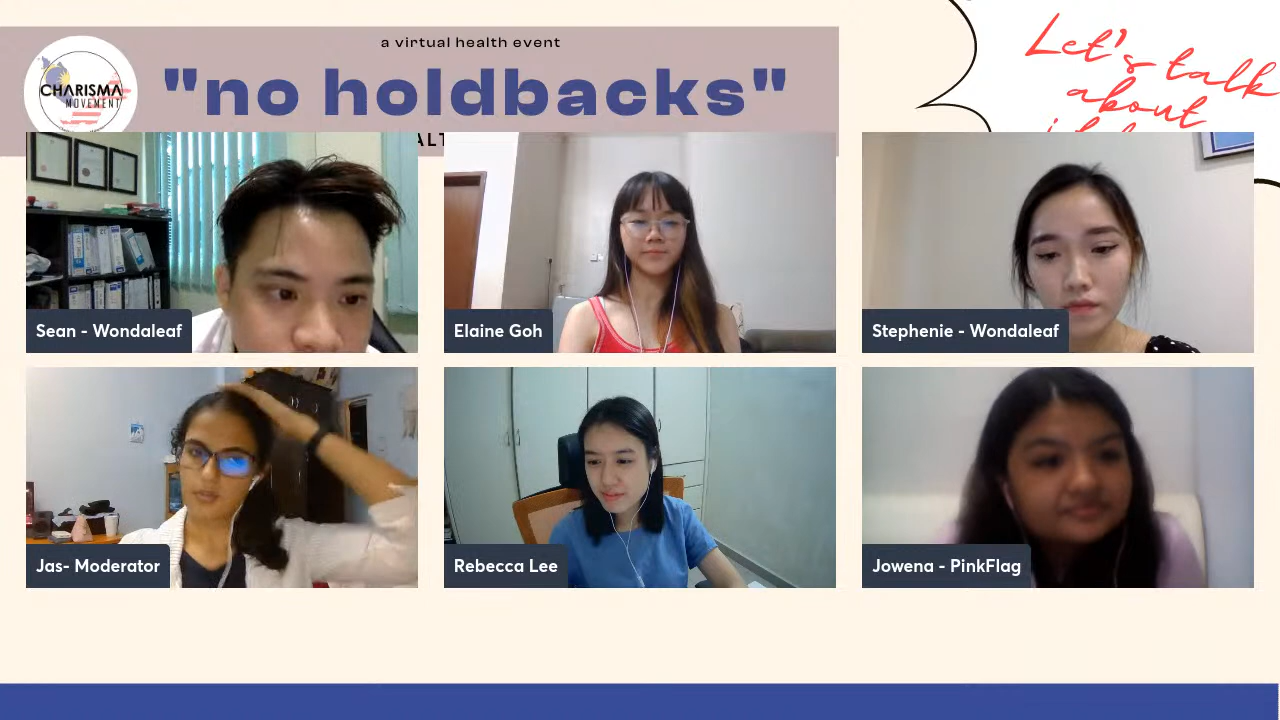 a virtual health event
CHARISMA
MOVEMENT
"no holdbacks"
Let's talk
about
Sean - Wondaleaf
Elaine Goh
Stephenie - Wondaleaf
Jas- Moderator
Rebecca Lee
Jowena - PinkFlag